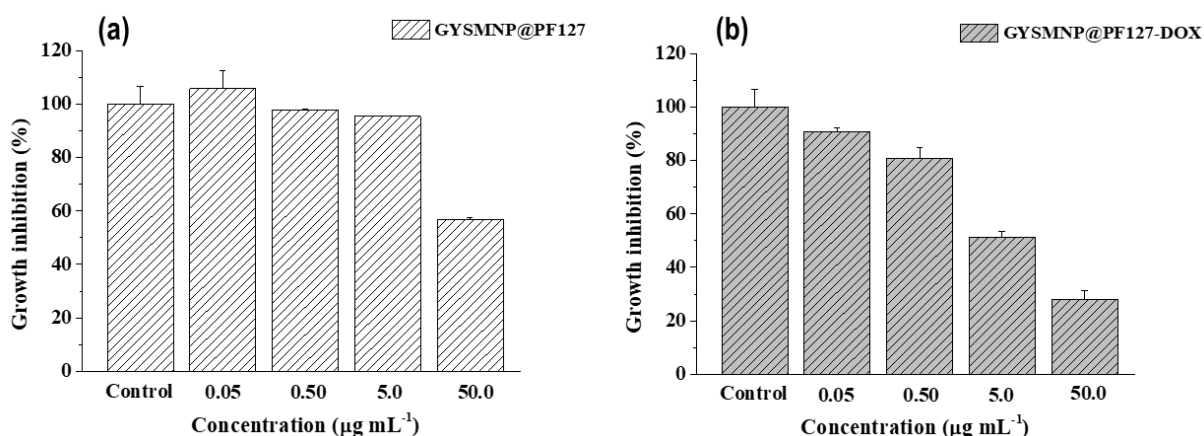 (a)
GYSMNP@PF127
120
100
80
60
40
20
0
Growth inhibition (%)
Control 0.05 0.50 5.0 50.0
Concentration (µg mL⁻¹)
(b)
GYSMNP@PF127-DOX
120
100
80
60
40
20
0
Growth inhibition (%)
Control 0.05 0.50 5.0 50.0
Concentration (µg mL⁻¹)